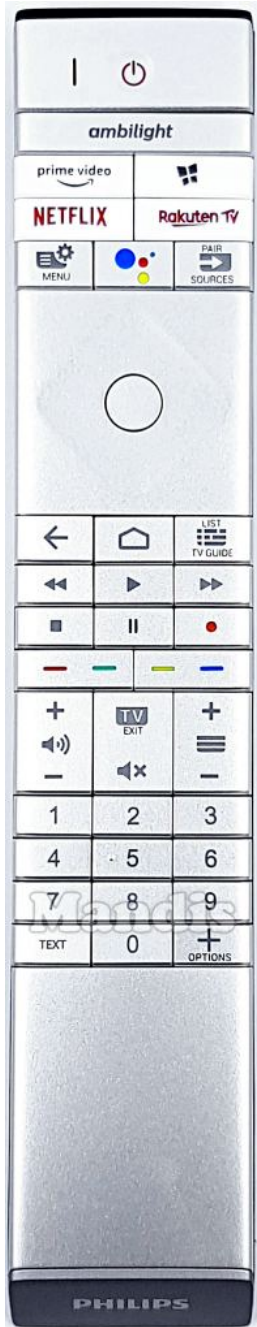 ambilight
prime video
NETFLIX Rakuten TV
MENU PAIR SOURCES
LIST
TV GUIDE
TV
EXIT
1 2 3
4 5 6
7 8 9
Mandis
TEXT 0 OPTIONS
PHILIPS